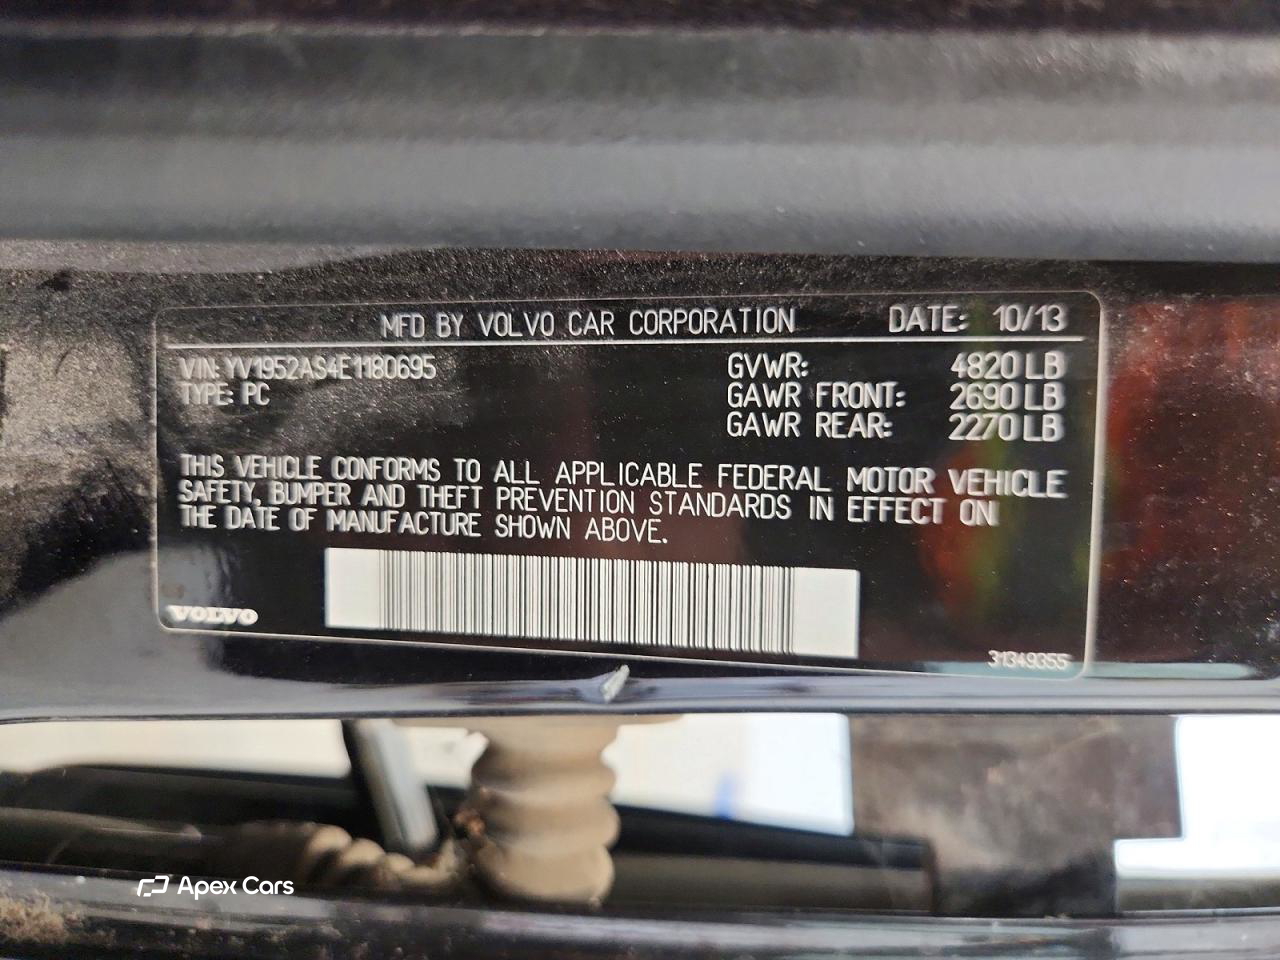 MFD BY VOLVO CAR CORPORATION DATE: 10/13
VIN: YV1952AS4E1180695 GVWR: 4820 LB
TYPE: PC GAWR FRONT: 2690 LB
GAWR REAR: 2270 LB
THIS VEHICLE CONFORMS TO ALL APPLICABLE FEDERAL MOTOR VEHICLE
SAFETY, BUMPER AND THEFT PREVENTION STANDARDS IN EFFECT ON
THE DATE OF MANUFACTURE SHOWN ABOVE.
VOLVO
31349355
Apex Cars